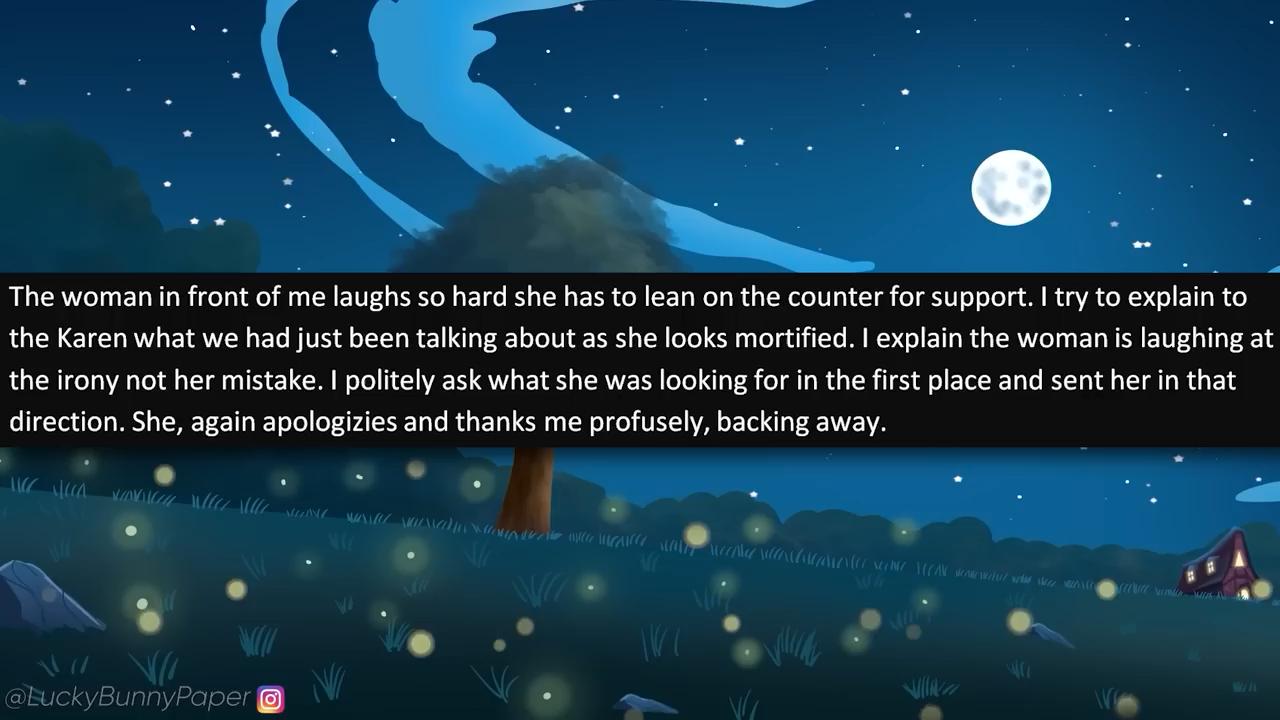 The woman in front of me laughs so hard she has to lean on the counter for support. I try to explain to
the Karen what we had just been talking about as she looks mortified. I explain the woman is laughing at
the irony not her mistake. I politely ask what she was looking for in the first place and sent her in that
direction. She, again apologizies and thanks me profusely, backing away.
@LuckyBunnyPaper